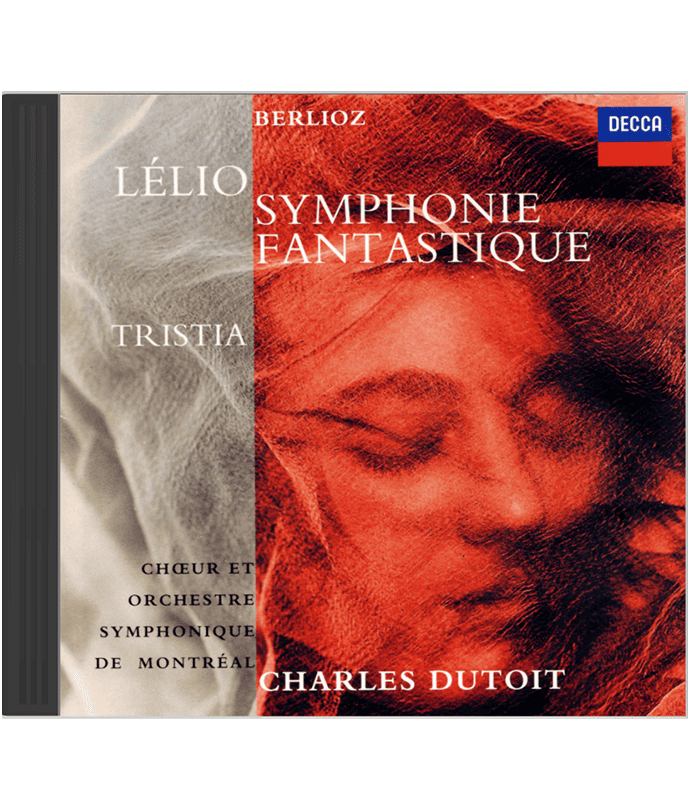 BERLIOZ
DECCA
LÉLIO
SYMPHONIE
FANTASTIQUE
TRISTIA
CHŒUR ET
ORCHESTRE
SYMPHONIQUE
DE MONTRÉAL
CHARLES DUTOIT